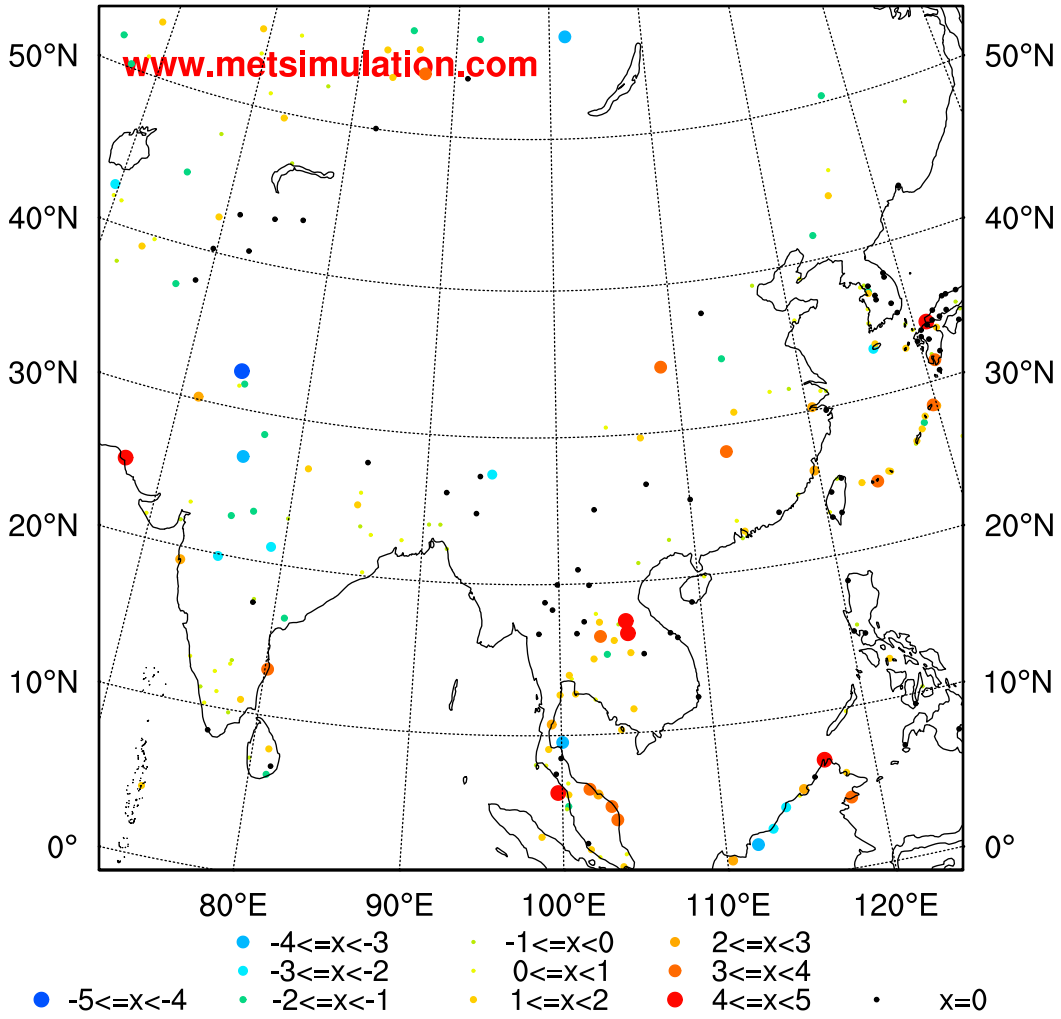 50°N 50°N
www.metsimulation.com
40°N 40°N
30°N 30°N
20°N 20°N
10°N 10°N
0° 0°
80°E 90°E 100°E 110°E 120°E
-4<=x<-3 -1<=x<0 2<=x<3
-3<=x<-2 0<=x<1 3<=x<4
-5<=x<-4 -2<=x<-1 1<=x<2 4<=x<5 x=0